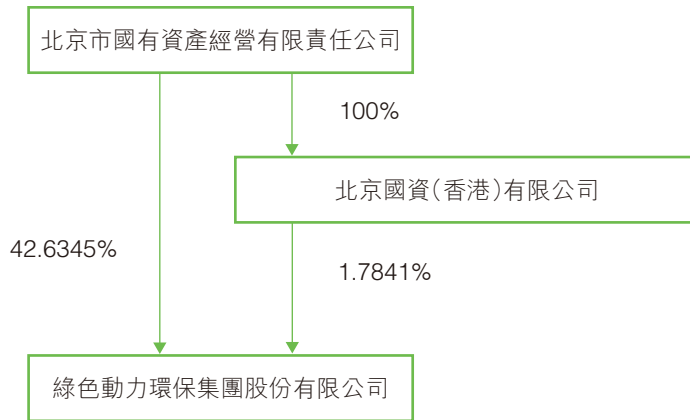 北京市國有資產經營有限責任公司
100%
北京國資(香港)有限公司
42.6345%
1.7841%
綠色動力環保集團股份有限公司